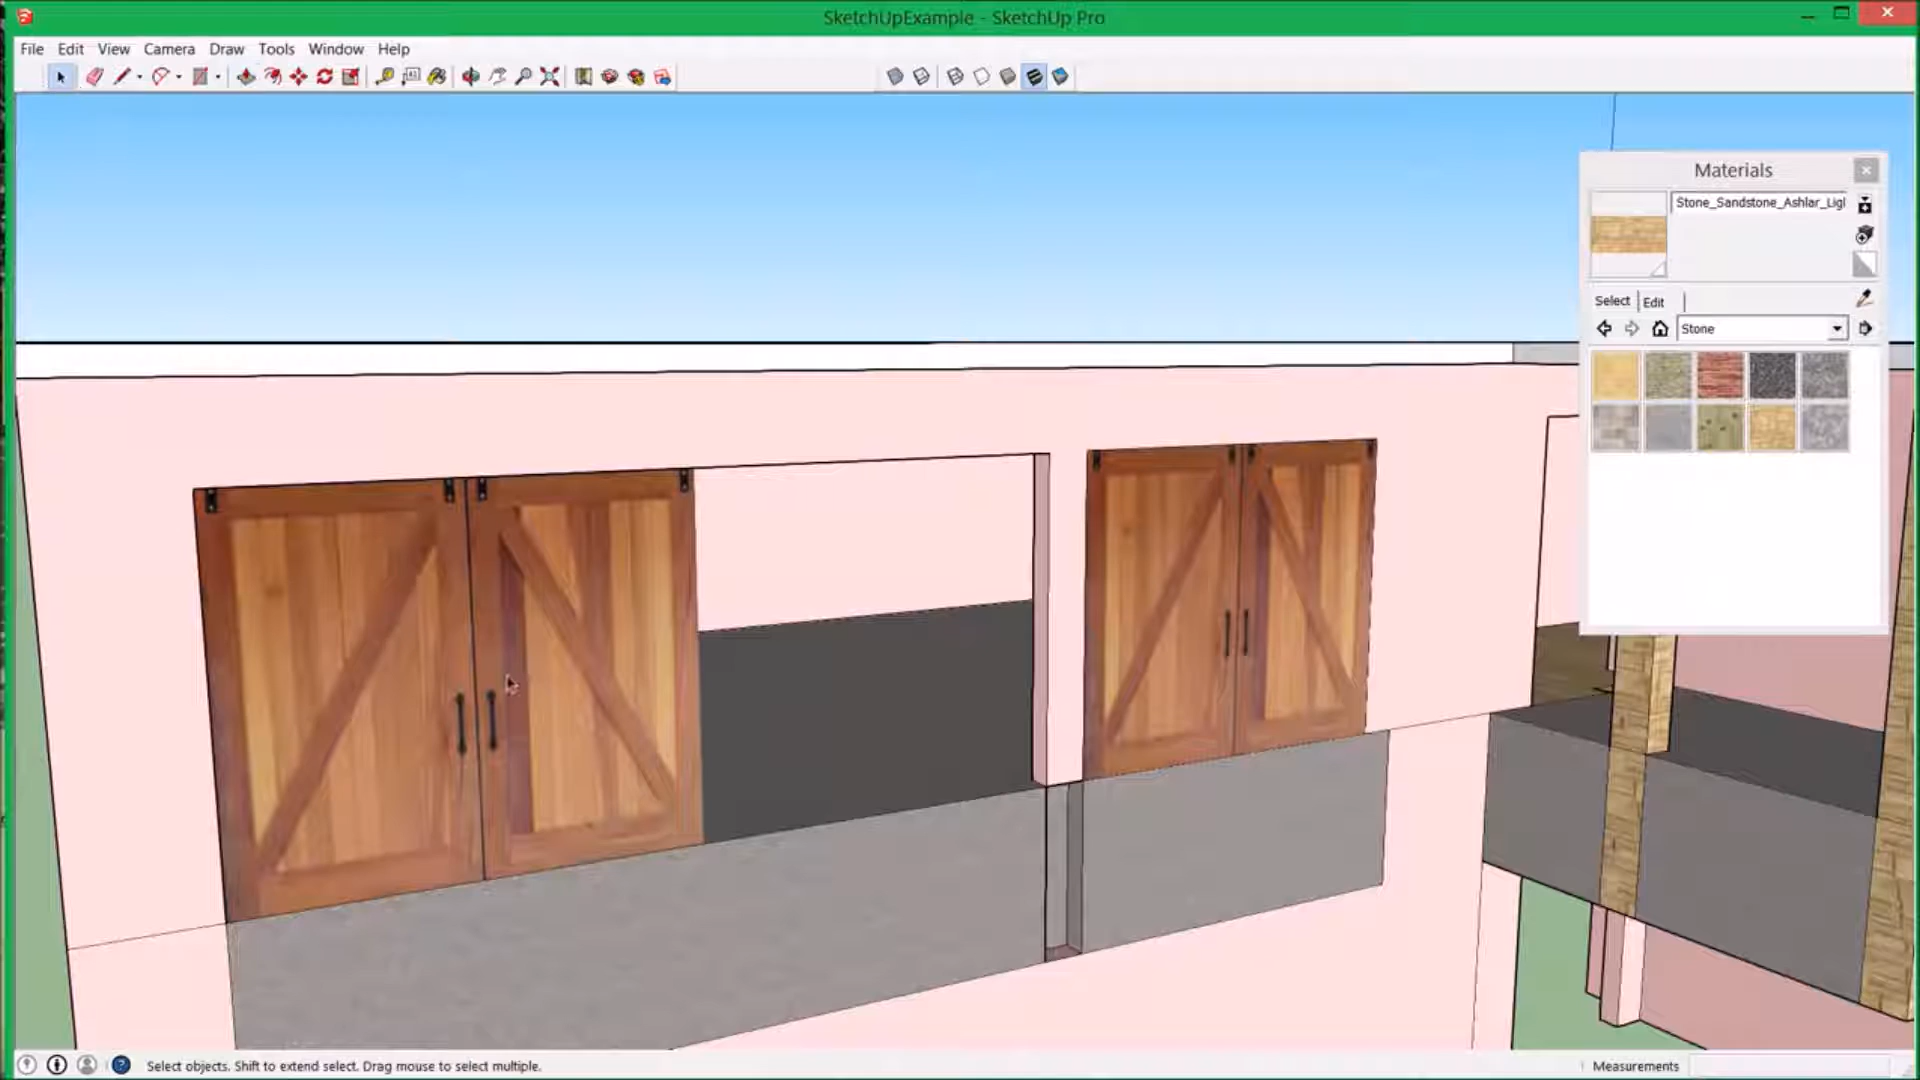 SketchUpExample - SketchUp Pro
File Edit View Camera Draw Tools Window Help
Materials
Stone_Sandstone_Ashlar_Ligl
Select Edit
Stone
Select objects. Shift to extend select. Drag mouse to select multiple.
Measurements